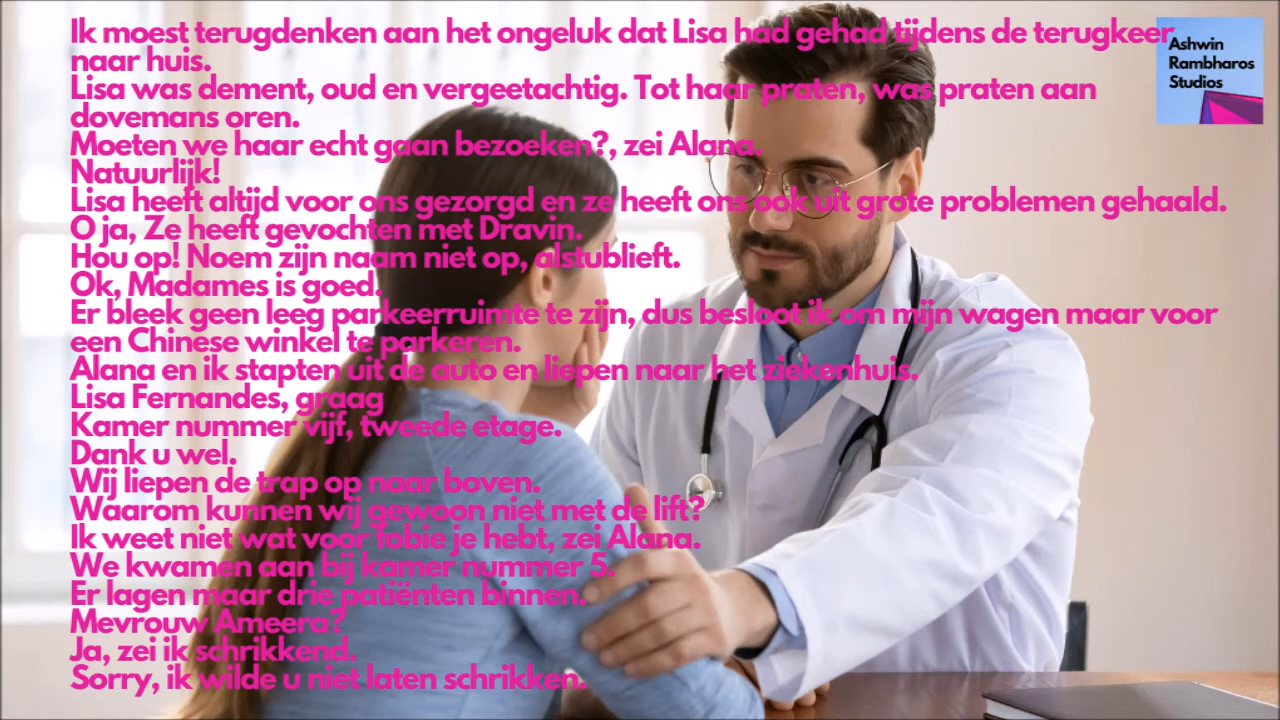 Ik moest terugdenken aan het ongeluk dat Lisa had gehad tijdens de terugkeer
naar huis.
Lisa was dement, oud en vergeetachtig. Tot haar praten, was praten aan
dovemans oren.
Moeten we haar echt gaan bezoeken?, zei Alana.
Natuurlijk!
Lisa heeft altijd voor ons gezorgd en ze heeft ons ook uit grote problemen gehaald.
O ja, Ze heeft gevochten met Dravin.
Hou op! Noem zijn naam niet op, alstublieft.
Ok, Madames is goed.
Er bleek geen leeg parkeerruimte te zijn, dus besloot ik om mijn wagen maar voor
een Chinese winkel te parkeren.
Alana en ik stapten uit de auto en liepen naar het ziekenhuis.
Lisa Fernandes, graag
Kamer nummer vijf, tweede etage.
Dank u wel.
Wij liepen de trap op naar boven.
Waarom kunnen wij gewoon niet met de lift?
Ik weet niet wat voor fobie je hebt, zei Alana.
We kwamen aan bij kamer nummer 5.
Er lagen maar drie patiënten binnen.
Mevrouw Ameera?
Ja, zei ik schrikkend.
Sorry, ik wilde u niet laten schrikken.
Ashwin
Rambharos
Studios